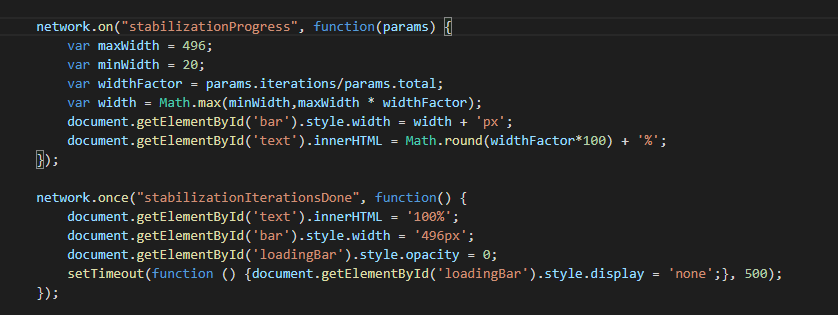 network.on("stabilizationProgress", function(params) {
    var maxWidth = 496;
    var minWidth = 20;
    var widthFactor = params.iterations/params.total;
    var width = Math.max(minWidth,maxWidth * widthFactor);
    document.getElementById('bar').style.width = width + 'px';
    document.getElementById('text').innerHTML = Math.round(widthFactor*100) + '%';
});

network.once("stabilizationIterationsDone", function() {
    document.getElementById('text').innerHTML = '100%';
    document.getElementById('bar').style.width = '496px';
    document.getElementById('loadingBar').style.opacity = 0;
    setTimeout(function () {document.getElementById('loadingBar').style.display = 'none';}, 500);
});